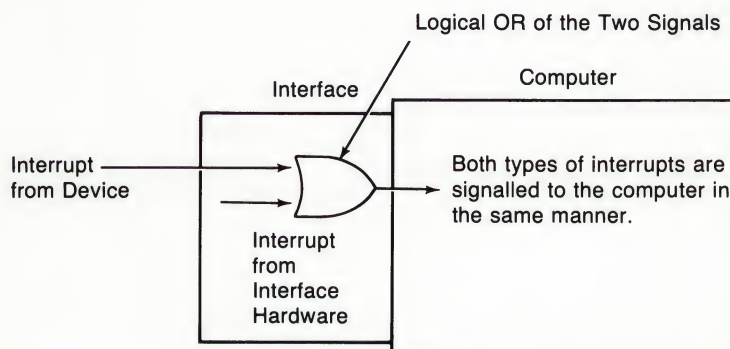 Logical OR of the Two Signals
Computer
Interface
Interrupt
from Device
Both types of interrupts are
signalled to the computer in
the same manner.
Interrupt
from
Interface
Hardware